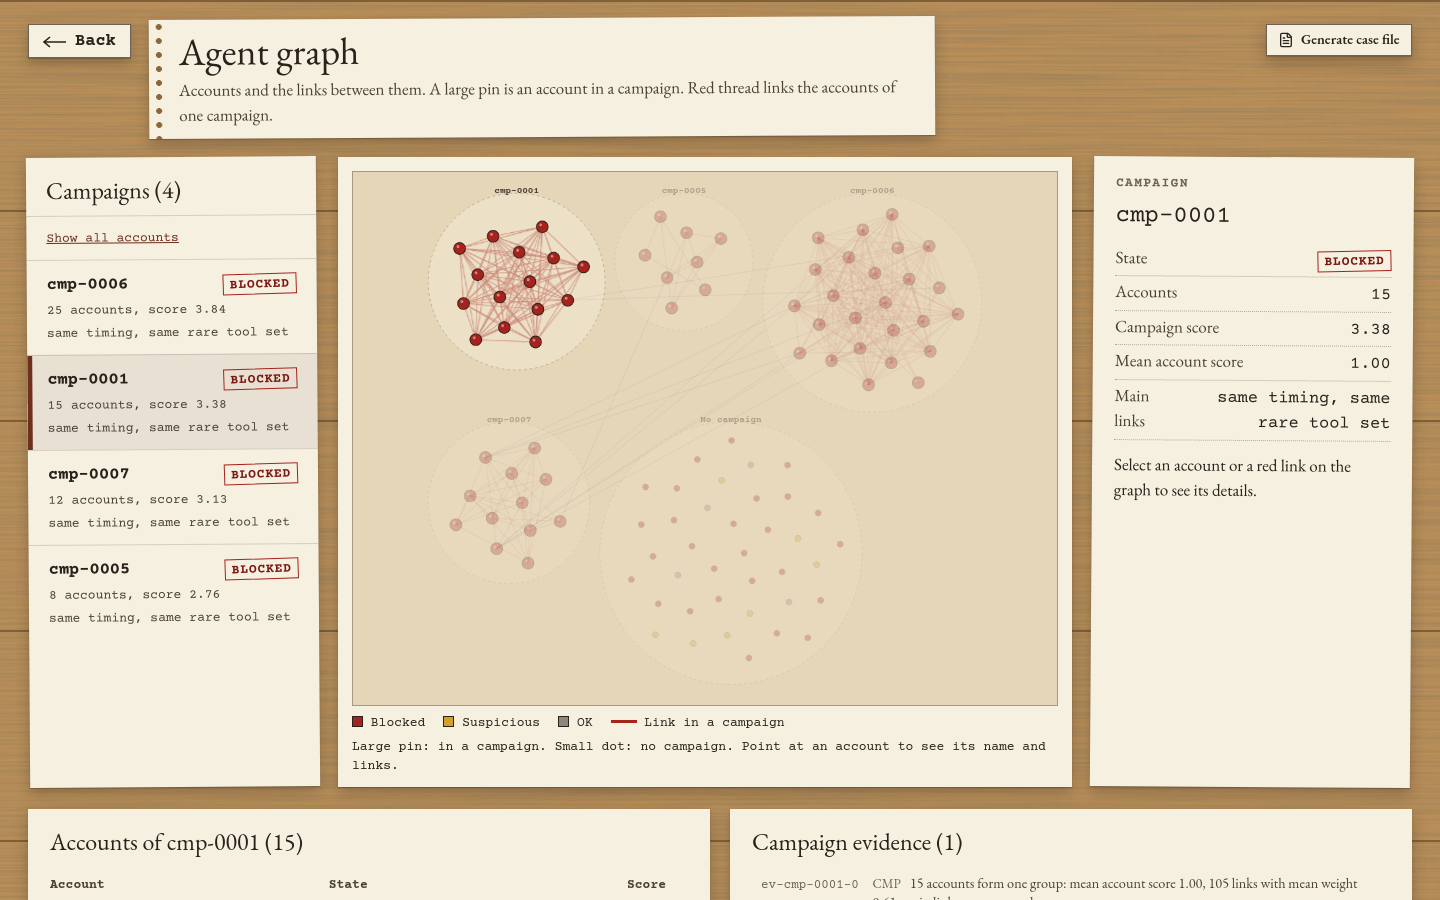 Back
Agent graph
Accounts and the links between them. A large pin is an account in a campaign. Red thread links the accounts of
one campaign.
Generate case file
Campaigns (4)
Show all accounts
cmp-0006 BLOCKED
25 accounts, score 3.84
same timing, same rare tool set
cmp-0001 BLOCKED
15 accounts, score 3.38
same timing, same rare tool set
cmp-0007 BLOCKED
12 accounts, score 3.13
same timing, same rare tool set
cmp-0005 BLOCKED
8 accounts, score 2.76
same timing, same rare tool set
cmp-0001 cmp-0005 cmp-0006
cmp-0007 No campaign
Blocked Suspicious OK Link in a campaign
Large pin: in a campaign. Small dot: no campaign. Point at an account to see its name and
links.
CAMPAIGN
cmp-0001
State BLOCKED
Accounts 15
Campaign score 3.38
Mean account score 1.00
Main same timing, same
links rare tool set
Select an account or a red link on the
graph to see its details.
Accounts of cmp-0001 (15)
Account State Score
Campaign evidence (1)
ev-cmp-0001-0 CMP 15 accounts form one group: mean account score 1.00, 105 links with mean weight